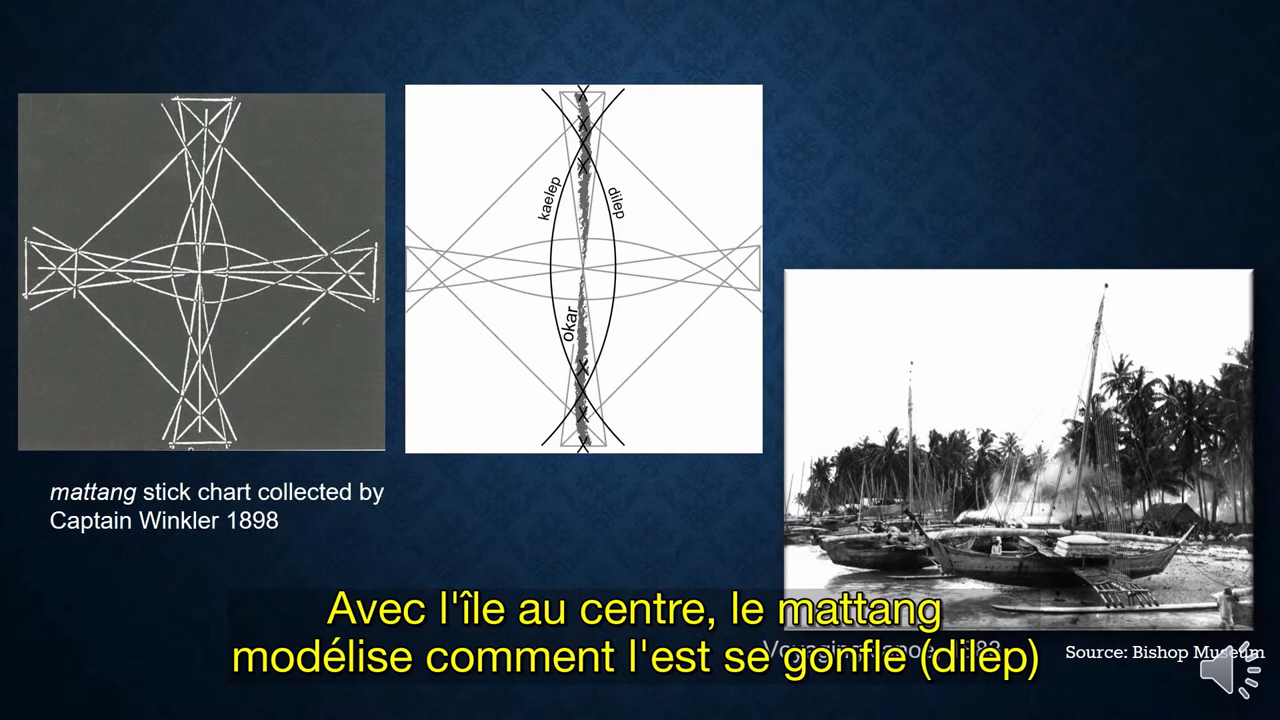 kaelep
dilep
okar
mattang stick chart collected by
Captain Winkler 1898
Avec l'île au centre, le mattang
modélise comment l'est se gonfle (dilep)
Source: Bishop Museum